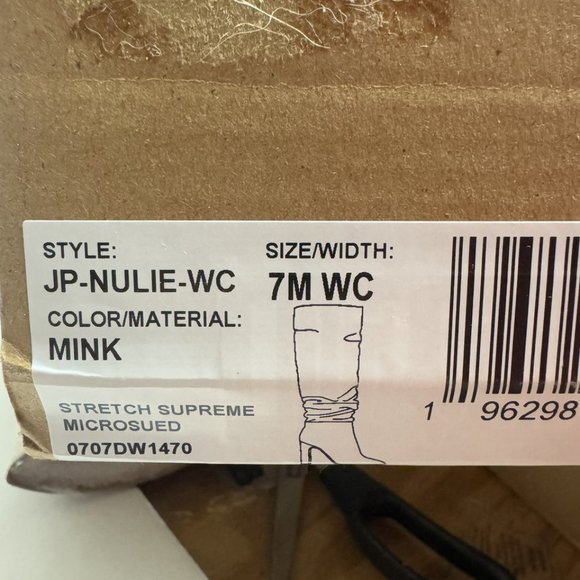 STYLE:
JP-NULIE-WC
SIZE/WIDTH:
7M WC
COLOR/MATERIAL:
MINK
STRETCH SUPREME
MICROSUED
0707DW1470
1 96298